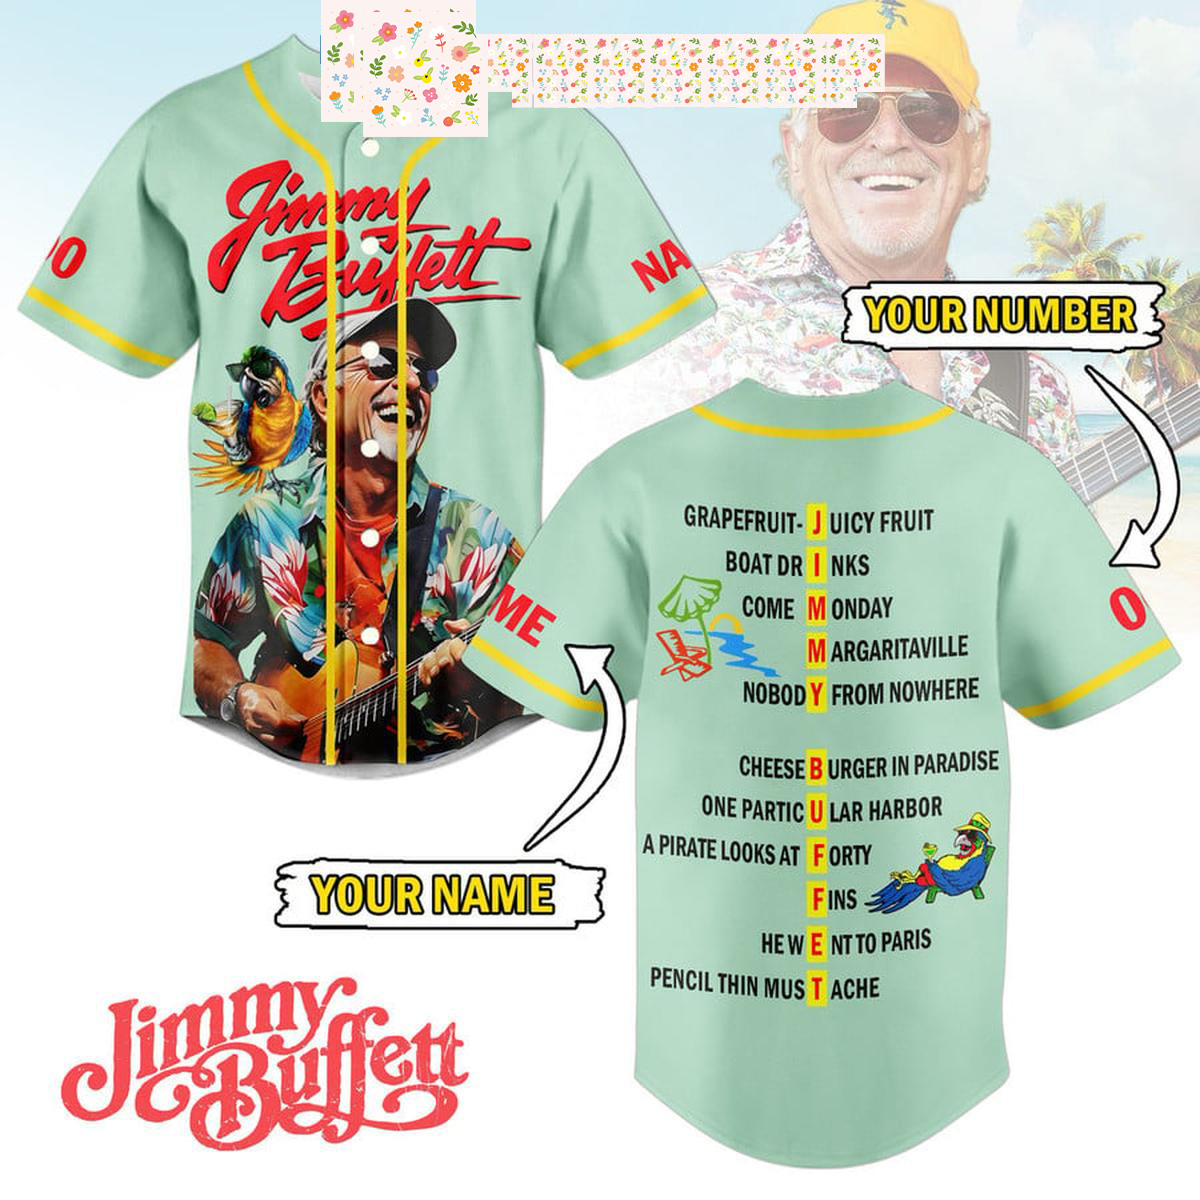 Jimmy
Buffett
00
NA
YOUR NUMBER
GRAPEFRUIT- JUICY FRUIT
BOAT DRINKS
COME MONDAY
MARGARITAVILLE
NOBODY FROM NOWHERE
CHEESEBURGER IN PARADISE
ONE PARTICULAR HARBOR
A PIRATE LOOKS AT FORTY
FINS
HE WENT TO PARIS
PENCIL THIN MUSTACHE
ME
0
YOUR NAME
Jimmy
Buffett